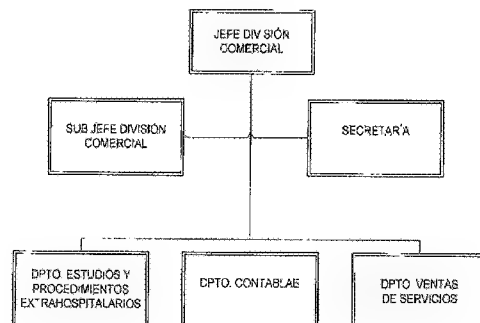 JEFE DIVISIÓN
COMERCIAL
SUB JEFE DIVISIÓN
COMERCIAL
SECRETARÍA
DPTO. ESTUDIOS Y
PROCEDIMIENTOS
EXTRAHOSPITALARIOS
DPTO. CONTABLAE
DPTO VENTAS
DE SERVICIOS